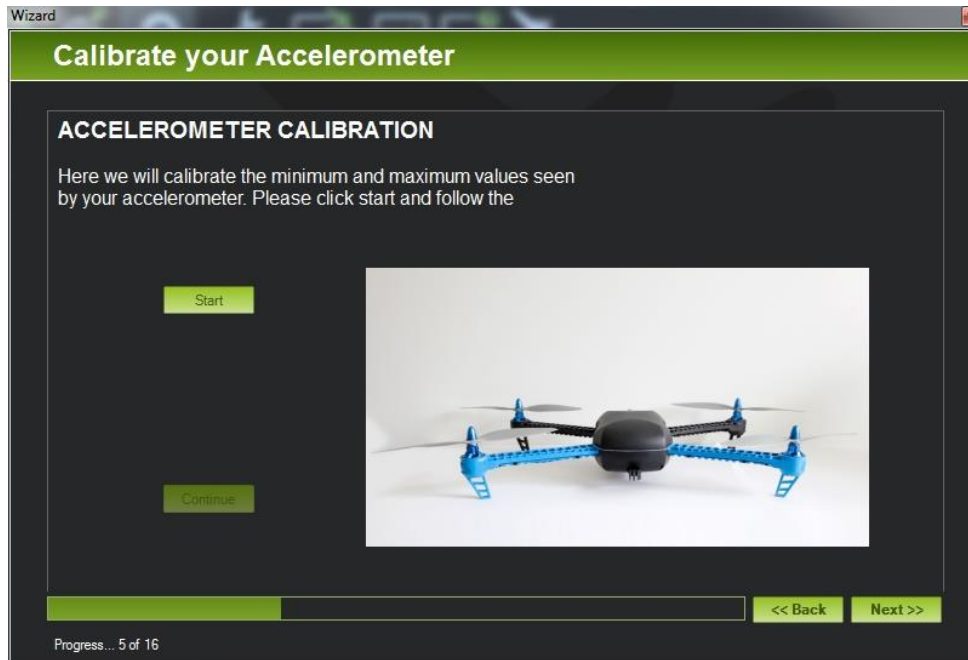 Wizard
Calibrate your Accelerometer
ACCELEROMETER CALIBRATION
Here we will calibrate the minimum and maximum values seen
by your accelerometer. Please click start and follow the
Start
Continue
<< Back
Next >>
Progress... 5 of 16